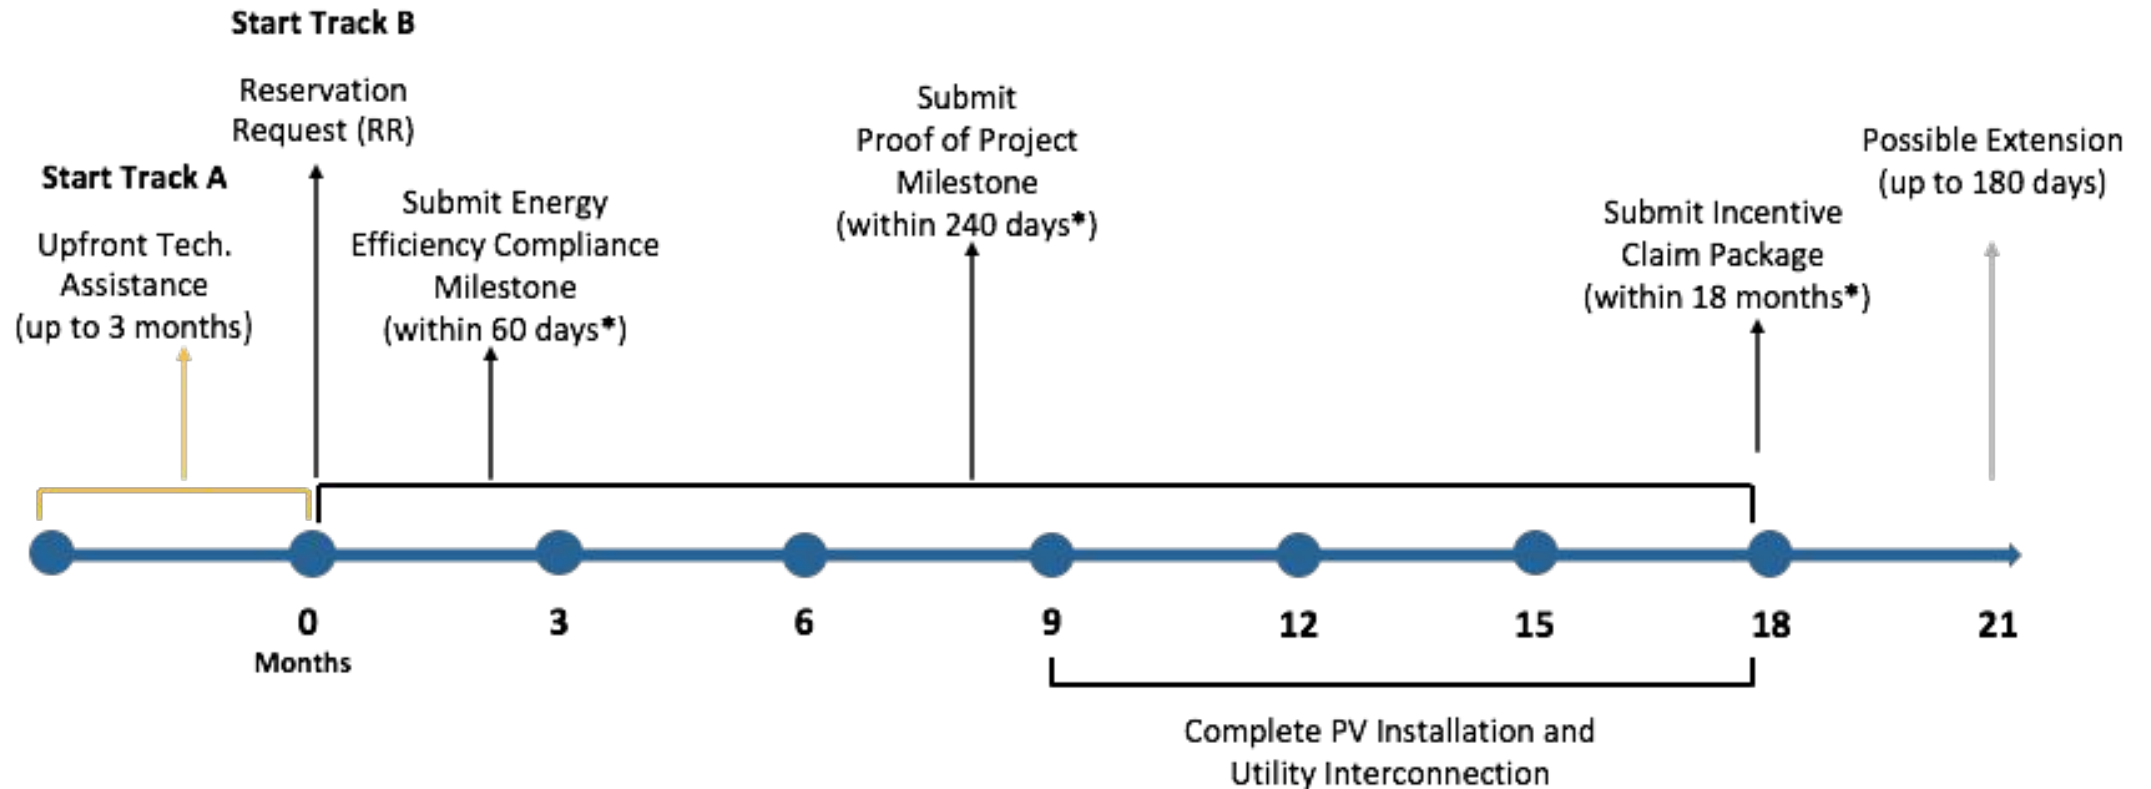 Start Track B
Reservation
Request (RR)
Start Track A
Upfront Tech.
Assistance
(up to 3 months)
Submit Energy
Efficiency Compliance
Milestone
(within 60 days*)
Submit
Proof of Project
Milestone
(within 240 days*)
Submit Incentive
Claim Package
(within 18 months*)
Possible Extension
(up to 180 days)
0
3
6
9
12
15
18
21
Months
Complete PV Installation and
Utility Interconnection